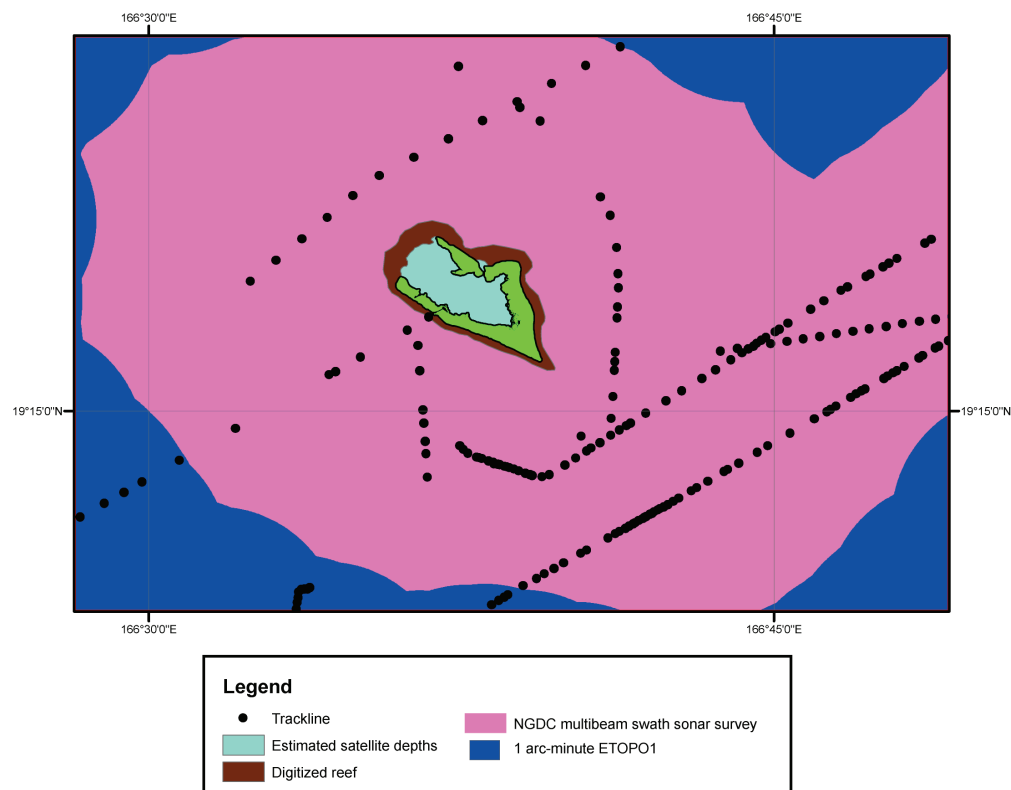 166°30'0"E 166°45'0"E
19°15'0"N 19°15'0"N
166°30'0"E 166°45'0"E
Legend
Trackline
Estimated satellite depths
Digitized reef
NGDC multibeam swath sonar survey
1 arc-minute ETOPO1